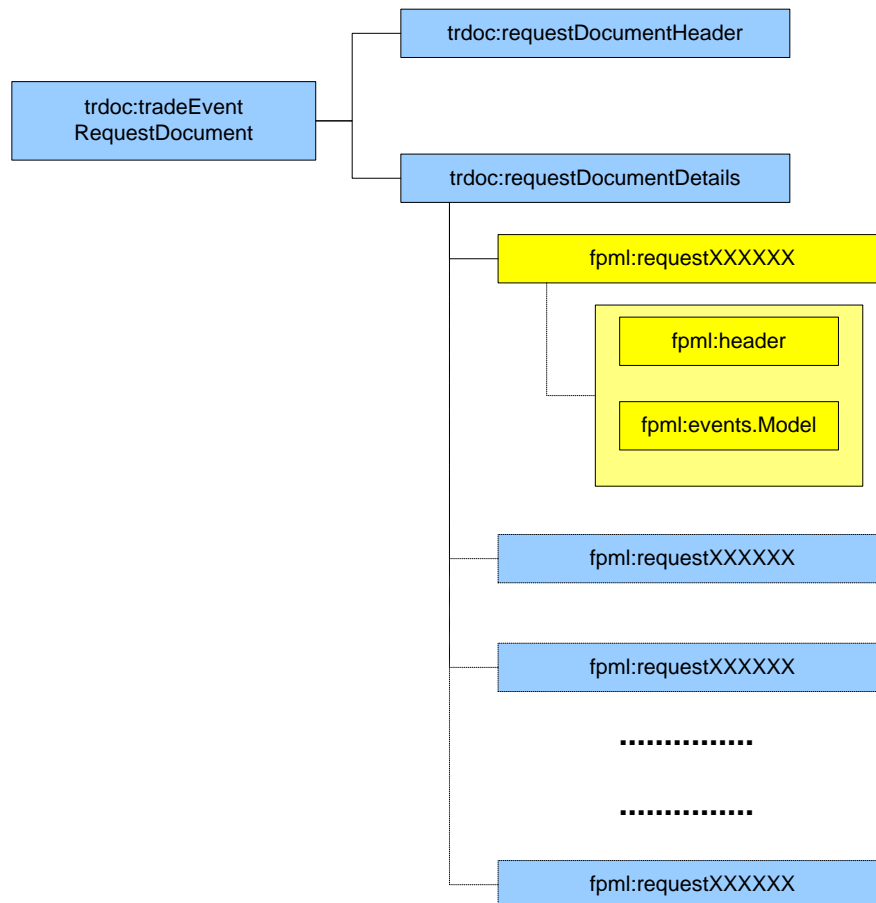 trdoc:requestDocumentHeader
trdoc:tradeEvent
RequestDocument
trdoc:requestDocumentDetails
fpml:requestXXXXXX
fpml:header
fpml:events.Model
fpml:requestXXXXXX
fpml:requestXXXXXX
...............
...............
fpml:requestXXXXXX